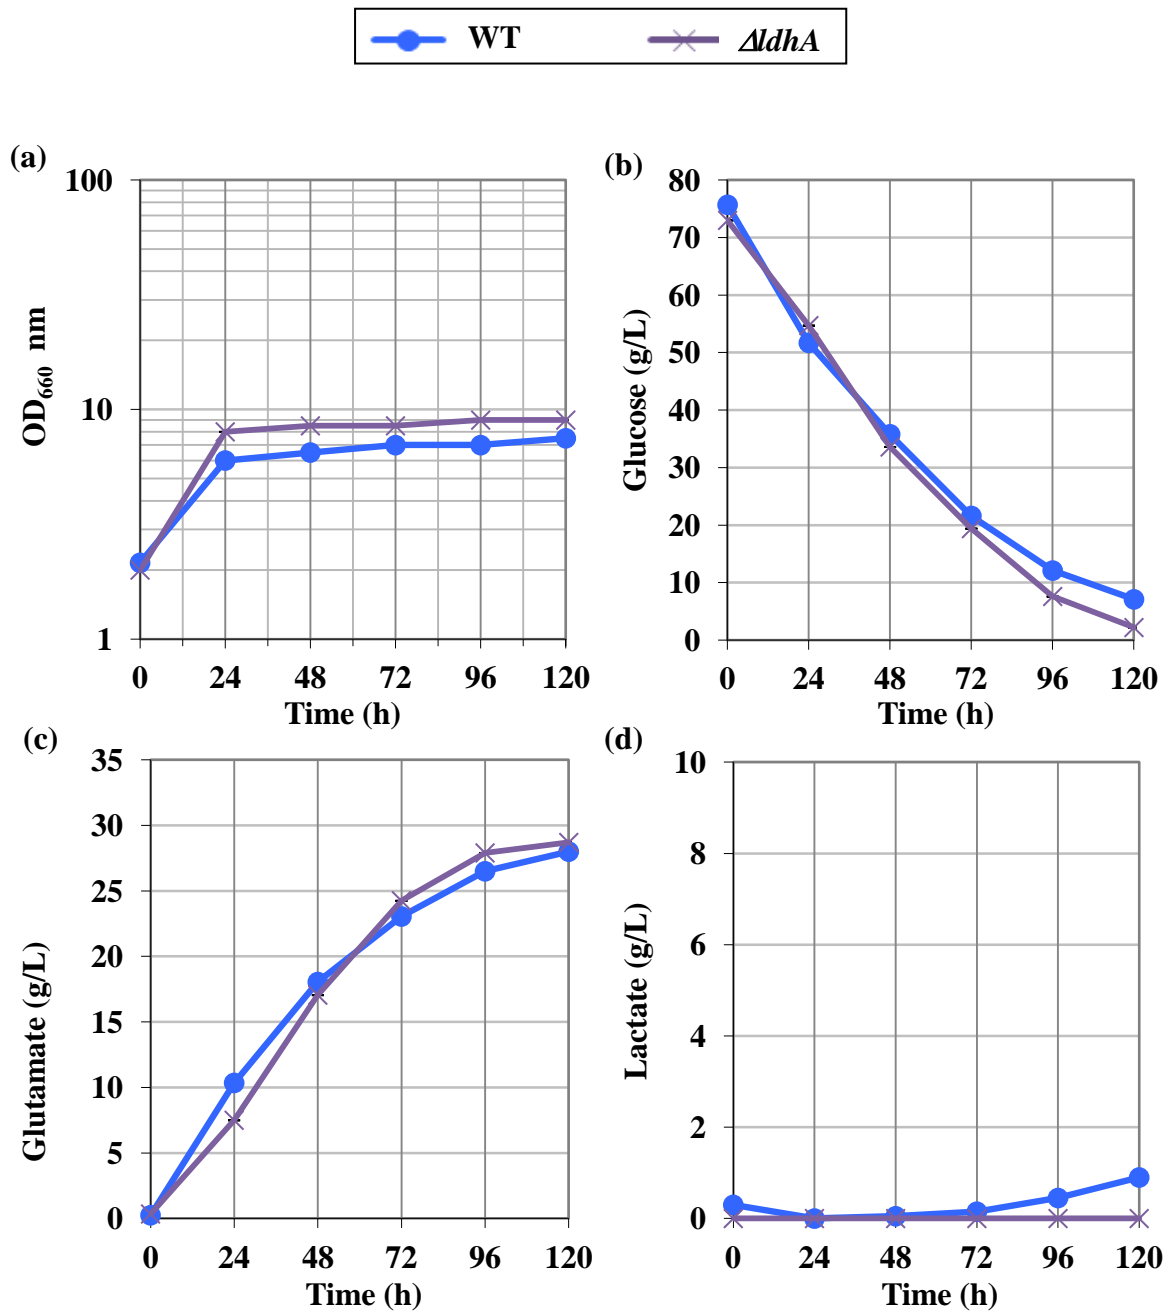 WT ΔldhA
(a)
100
10
1
OD660 nm
0 24 48 72 96 120
Time (h)
(b)
80
70
60
50
40
30
20
10
0
Glucose (g/L)
0 24 48 72 96 120
Time (h)
(c)
35
30
25
20
15
10
5
0
Glutamate (g/L)
0 24 48 72 96 120
Time (h)
(d)
10
8
6
4
2
0
Lactate (g/L)
0 24 48 72 96 120
Time (h)